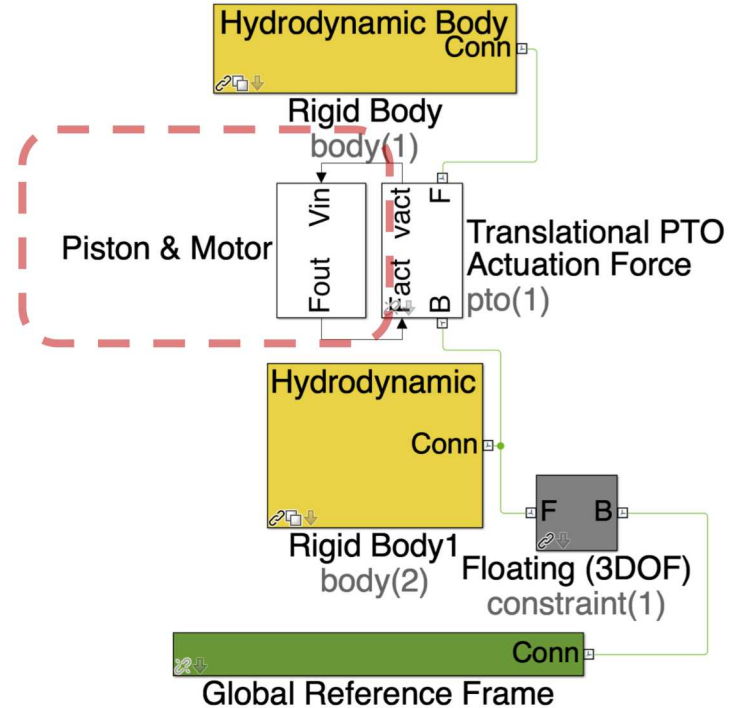 Hydrodynamic Body
Conn
Rigid Body
body(1)
Piston & Motor
Vin
Fout
vact
Fact
F
B
Translational PTO
Actuation Force
pto(1)
Hydrodynamic
Conn
Rigid Body1
body(2)
F B
Floating (3DOF)
constraint(1)
Conn
Global Reference Frame